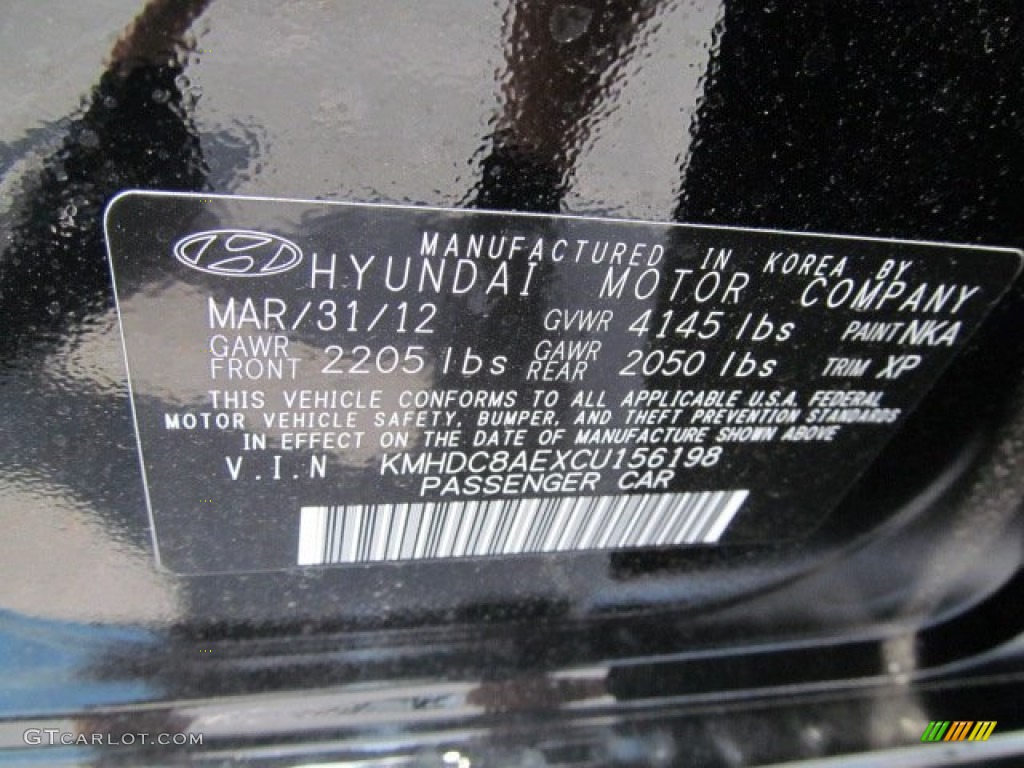 MANUFACTURED IN KOREA BY
HYUNDAI MOTOR COMPANY
MAR/31/12 GVWR 4145 lbs PAINT NKA
GAWR FRONT 2205 lbs GAWR REAR 2050 lbs TRIM XP
THIS VEHICLE CONFORMS TO ALL APPLICABLE U.S.A. FEDERAL
MOTOR VEHICLE SAFETY, BUMPER, AND THEFT PREVENTION STANDARDS
IN EFFECT ON THE DATE OF MANUFACTURE SHOWN ABOVE
V.I.N KMHDC8AEXCU156198
PASSENGER CAR
GTCARLOT.COM